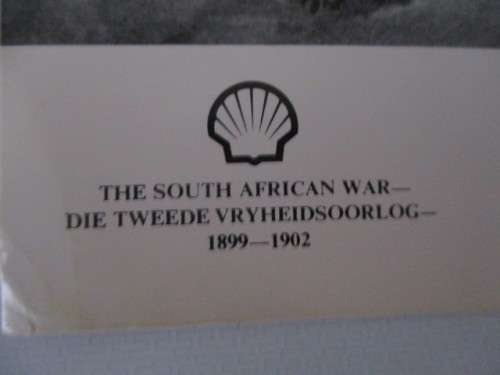 THE SOUTH AFRICAN WAR—
DIE TWEEDE VRYHEIDSOORLOG—
1899—1902